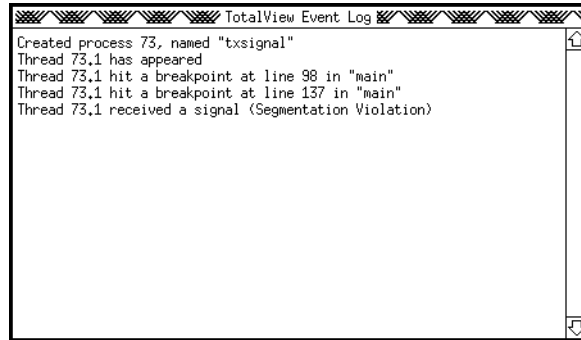 TotalView Event Log
Created process 73, named "txsignal"
Thread 73.1 has appeared
Thread 73.1 hit a breakpoint at line 98 in "main"
Thread 73.1 hit a breakpoint at line 137 in "main"
Thread 73.1 received a signal (Segmentation Violation)